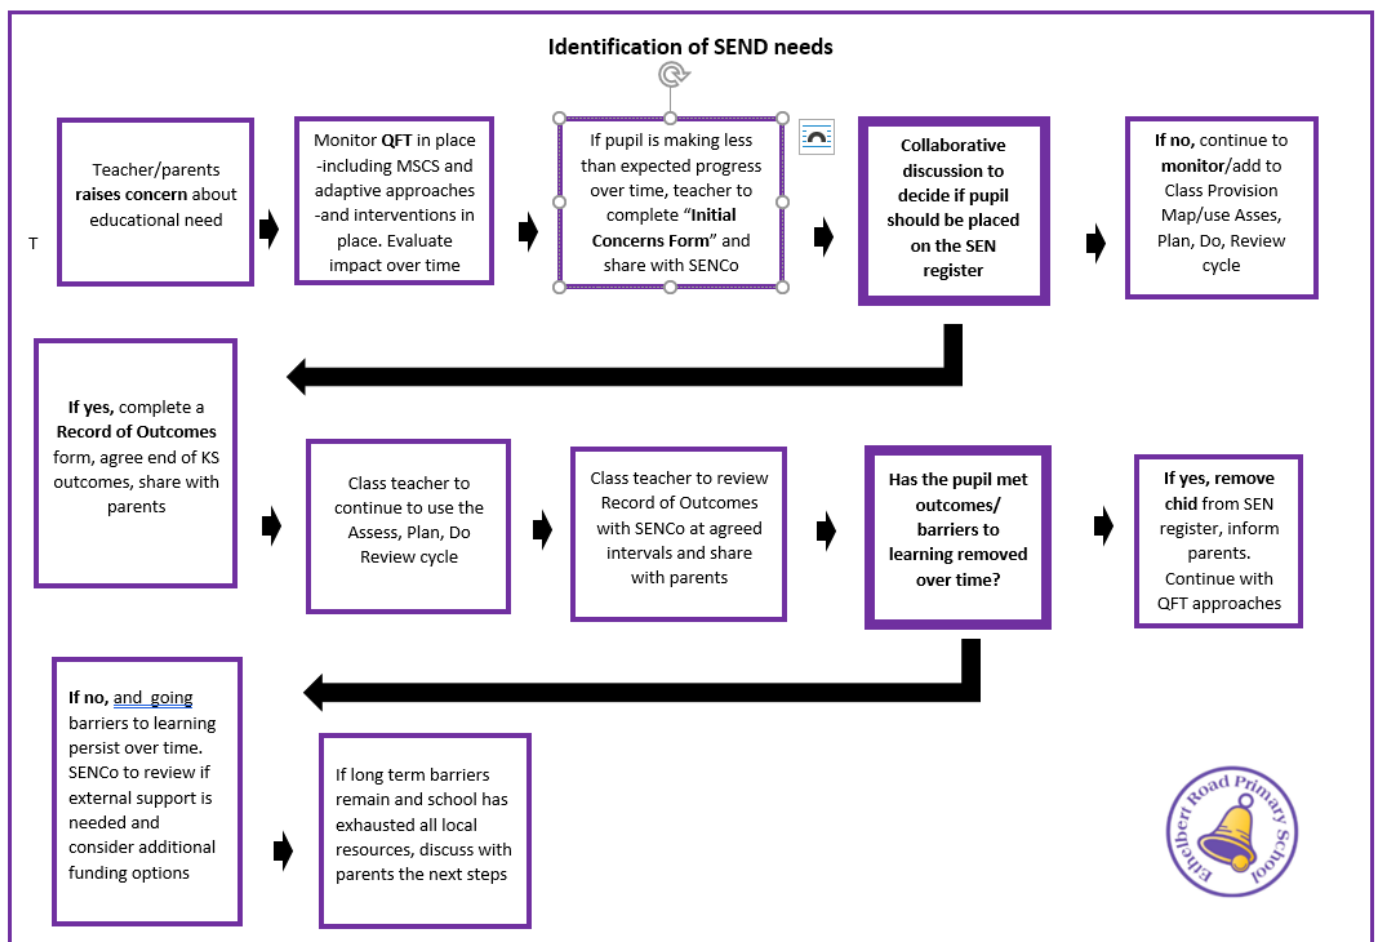 Identification of SEND needs
Teacher/parents
raises concern about
educational need
T
Monitor QFT in place
-including MSCS and
adaptive approaches
-and interventions in
place. Evaluate
impact over time
If pupil is making less
than expected progress
over time, teacher to
complete “Initial
Concerns Form” and
share with SENCo
Collaborative
discussion to
decide if pupil
should be placed
on the SEN
register
If no, continue to
monitor/add to
Class Provision
Map/use Asses,
Plan, Do, Review
cycle
If yes, complete a
Record of Outcomes
form, agree end of KS
outcomes, share with
parents
Class teacher to
continue to use the
Assess, Plan, Do
Review cycle
Class teacher to review
Record of Outcomes
with SENCo at agreed
intervals and share
with parents
Has the pupil met
outcomes/
barriers to
learning removed
over time?
If yes, remove
chid from SEN
register, inform
parents.
Continue with
QFT approaches
If no, and  going
barriers to learning
persist over time.
SENCo to review if
external support is
needed and
consider additional
funding options
If long term barriers
remain and school has
exhausted all local
resources, discuss with
parents the next steps
Ethelbert Road Primary School